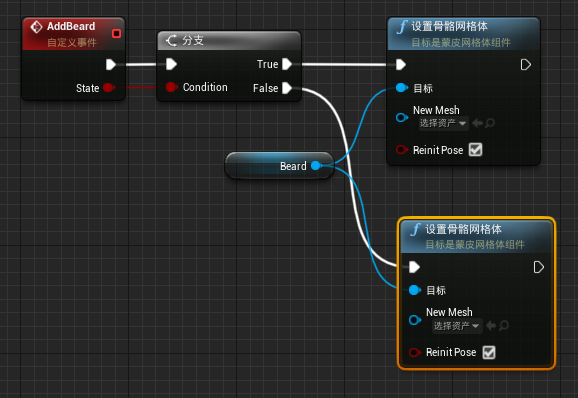 AddBeard
自定义事件
State
分支
True
Condition
False
Beard
设置骨骼网格体
目标是蒙皮网格体组件
目标
New Mesh
选择资产
Reinit Pose
设置骨骼网格体
目标是蒙皮网格体组件
目标
New Mesh
选择资产
Reinit Pose